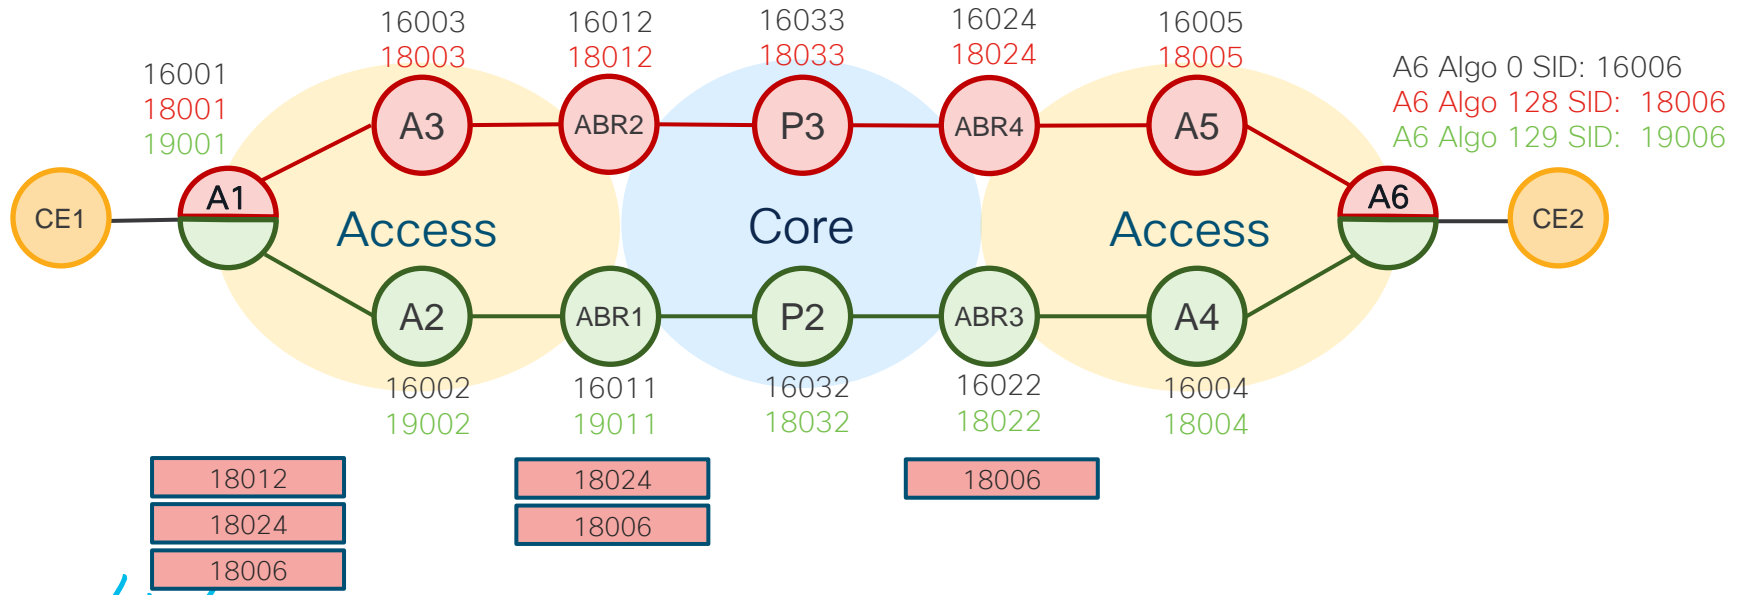 16003
18003
16012
18012
16033
18033
16024
18024
16005
18005
16001
18001
19001
A6 Algo 0 SID: 16006
A6 Algo 128 SID: 18006
A6 Algo 129 SID: 19006
A3
ABR2
P3
ABR4
A5
CE1
A1
Access
Core
Access
A6
CE2
A2
ABR1
P2
ABR3
A4
16002
19002
16011
19011
16032
18032
16022
18022
16004
18004
18012
18024
18006
18024
18006
18006